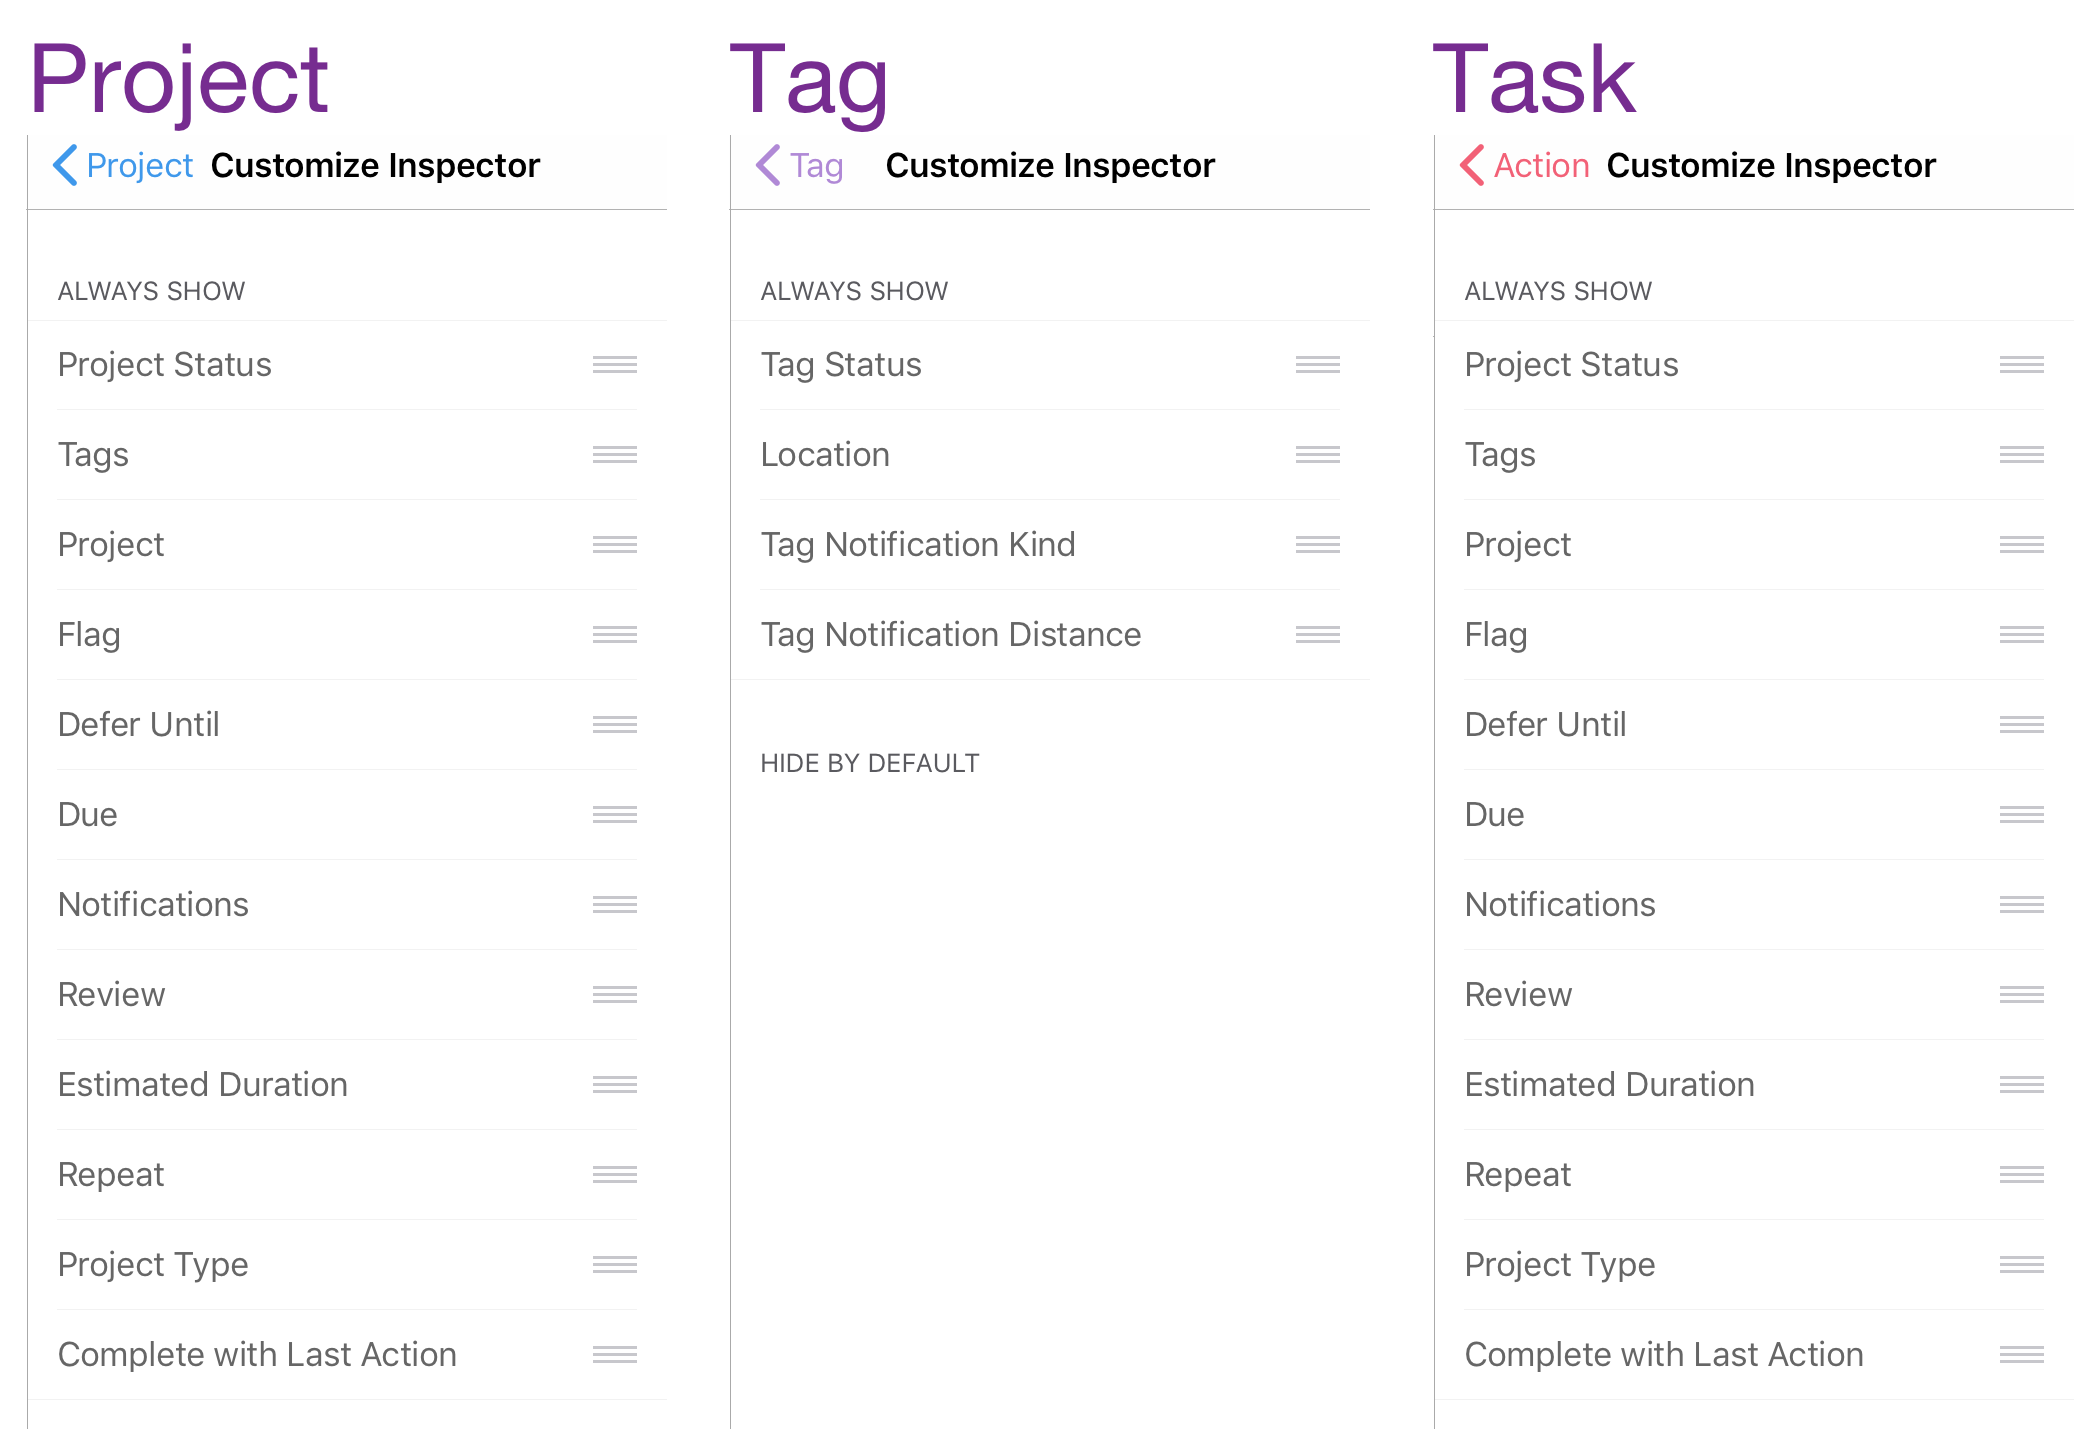 Project
Project Customize Inspector
ALWAYS SHOW
Project Status
Tags
Project
Flag
Defer Until
Due
Notifications
Review
Estimated Duration
Repeat
Project Type
Complete with Last Action
Tag
Tag Customize Inspector
ALWAYS SHOW
Tag Status
Location
Tag Notification Kind
Tag Notification Distance
HIDE BY DEFAULT
Task
Action Customize Inspector
ALWAYS SHOW
Project Status
Tags
Project
Flag
Defer Until
Due
Notifications
Review
Estimated Duration
Repeat
Project Type
Complete with Last Action